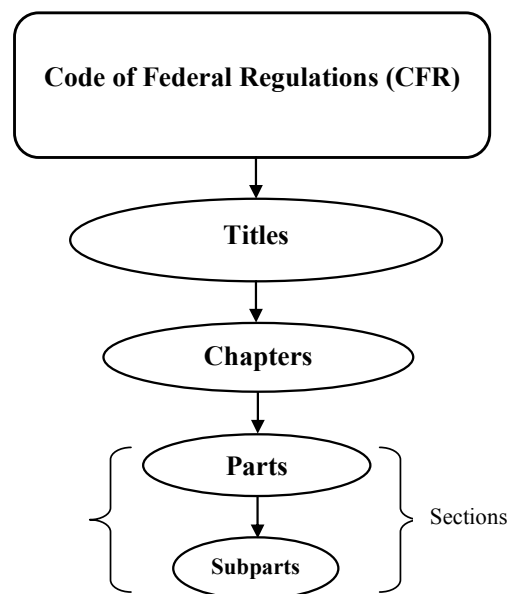 Code of Federal Regulations (CFR)
Titles
Chapters
Parts
Sections
Subparts